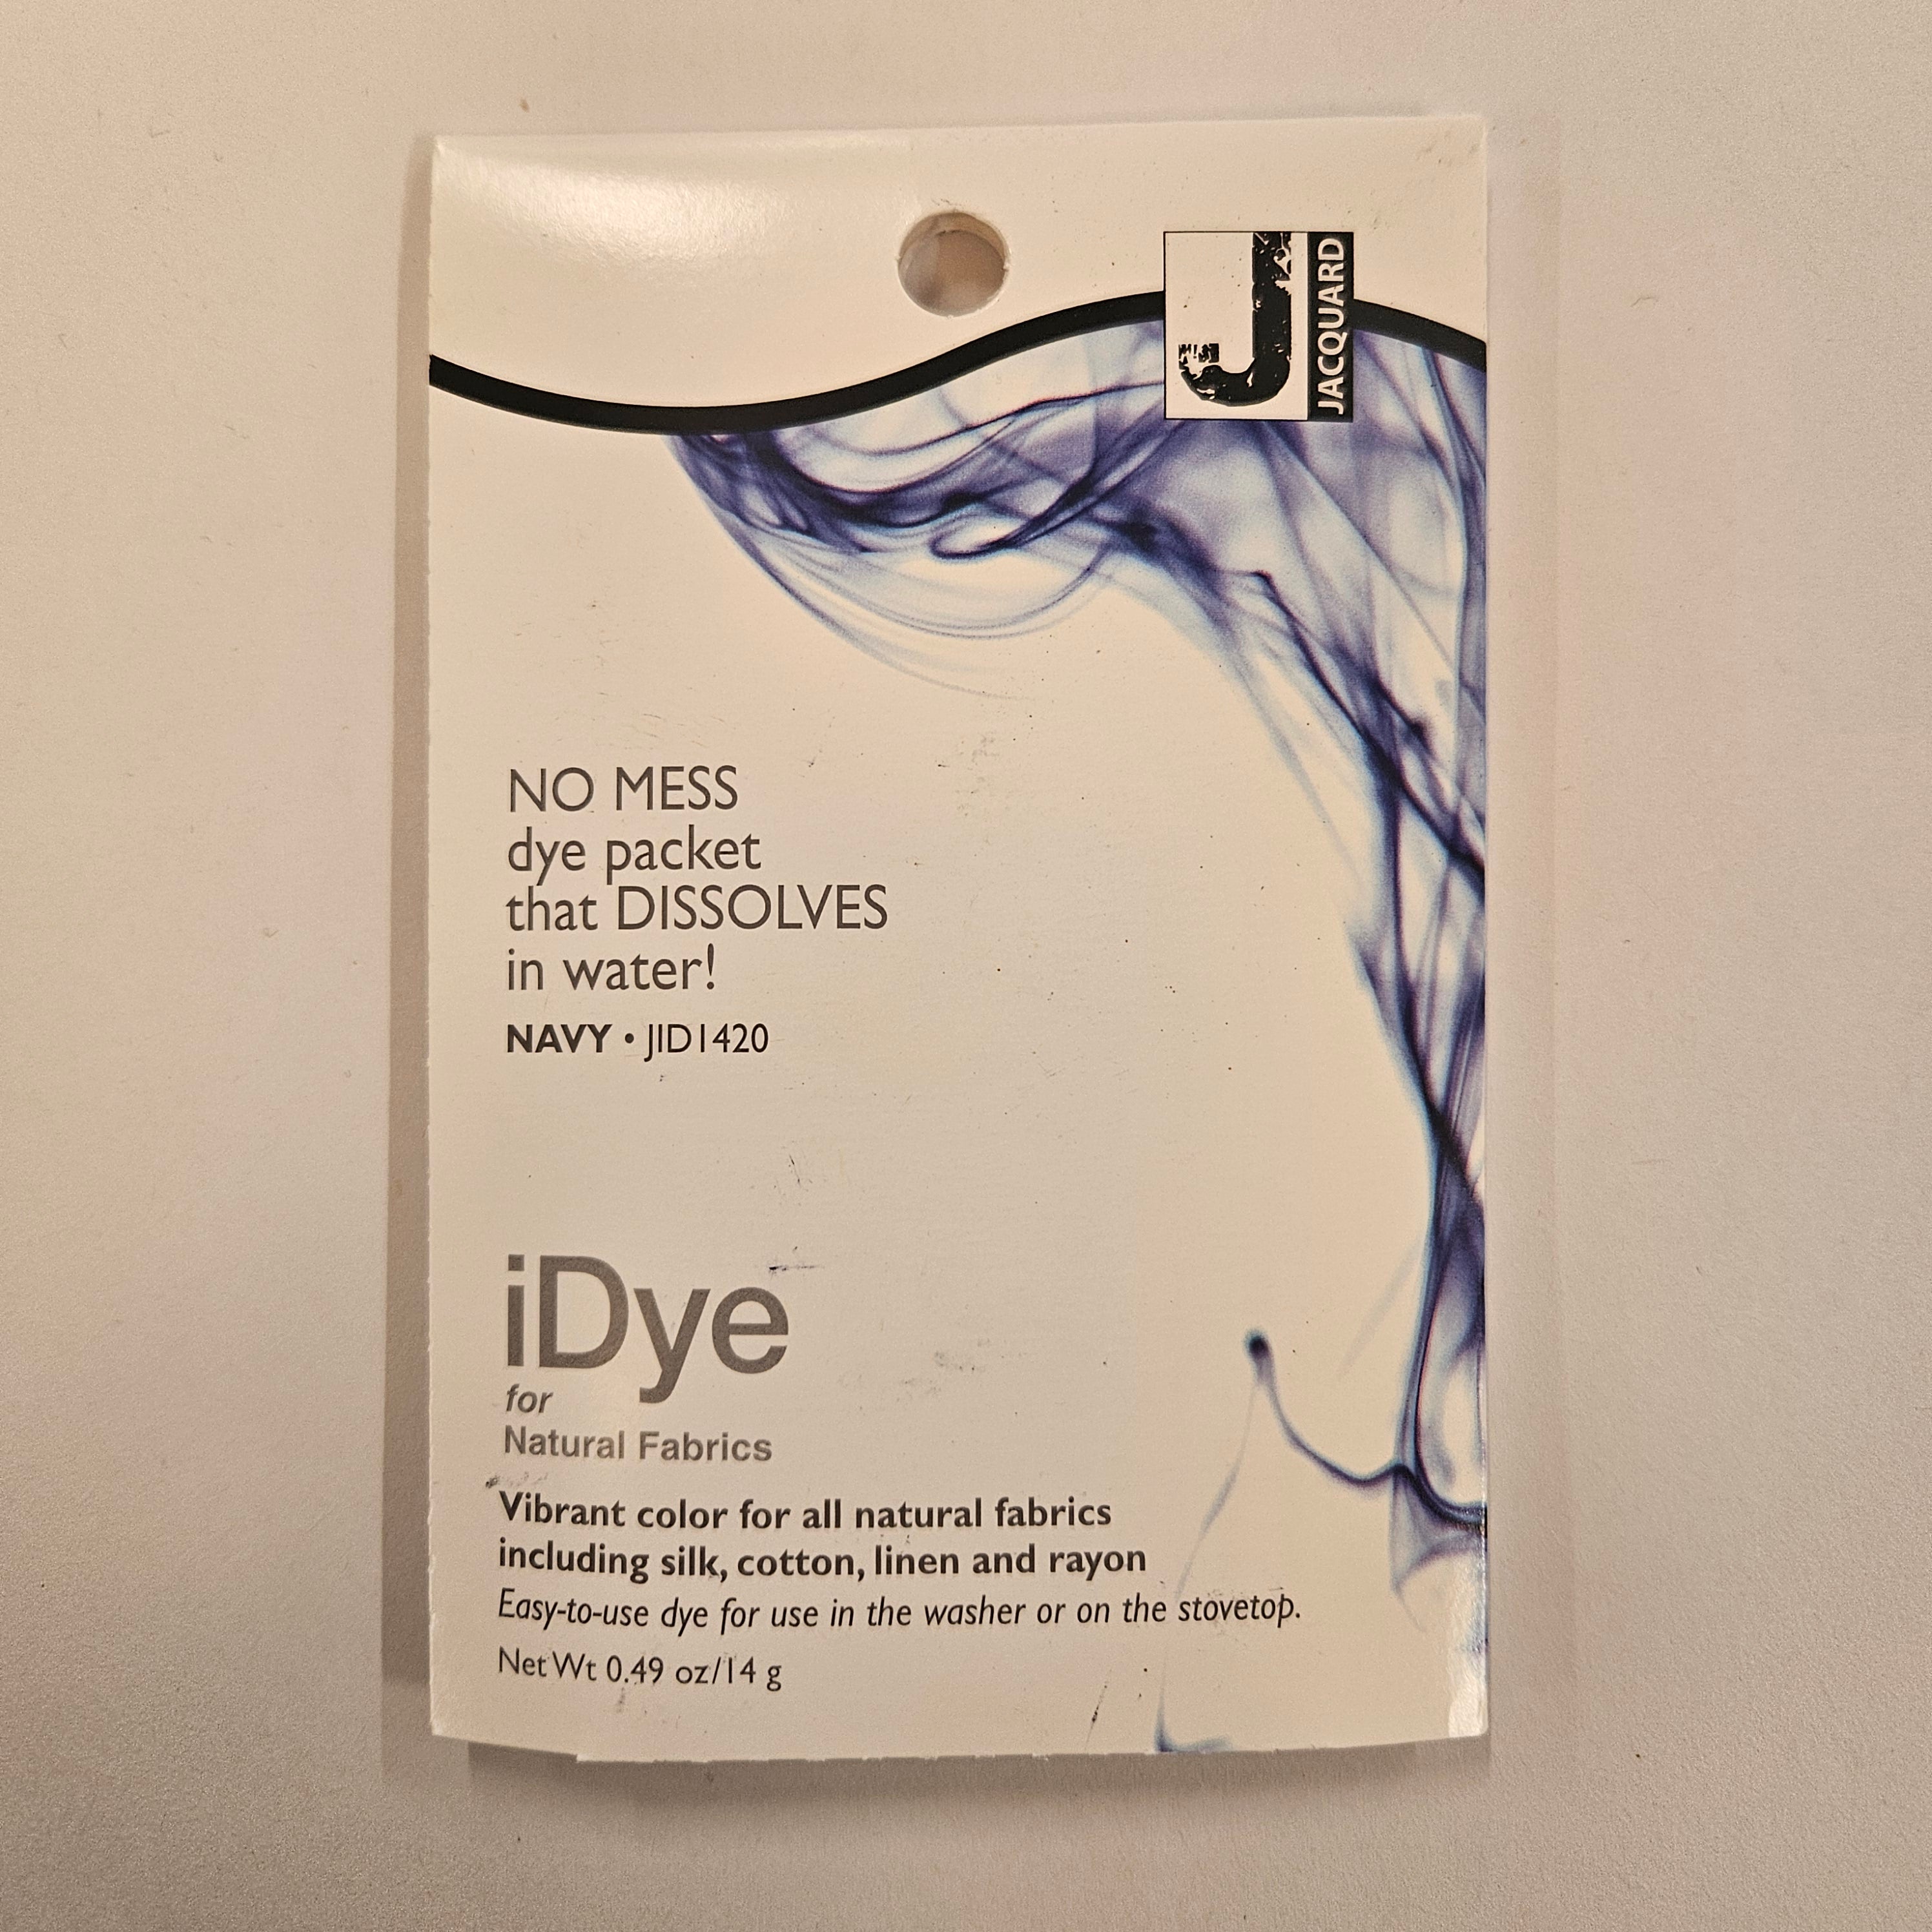 J
JACQUARD
NO MESS
dye packet
that DISSOLVES
in water!
NAVY • JID1420
iDye
for
Natural Fabrics
Vibrant color for all natural fabrics
including silk, cotton, linen and rayon
Easy-to-use dye for use in the washer or on the stovetop.
Net Wt 0.49 oz/14 g